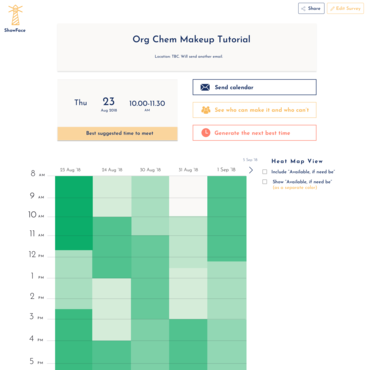 Share
Edit Survey
ShowFace
Org Chem Makeup Tutorial
Location: TBC. Will send another email.
Thu
23
Aug 2018
10.00-11.30
AM
Best suggested time to meet
Send calendar
See who can make it and who can't
Generate the next best time
1 Sep '18
23 Aug '18
24 Aug '18
30 Aug '18
31 Aug '18
1 Sep '18
Heat Map View
Include 'Available, if need be'
Show 'Available, if need be'
(as a separate color)
8 AM
9 AM
10 AM
11 AM
12 PM
1 PM
2 PM
3 PM
4 PM
5 PM